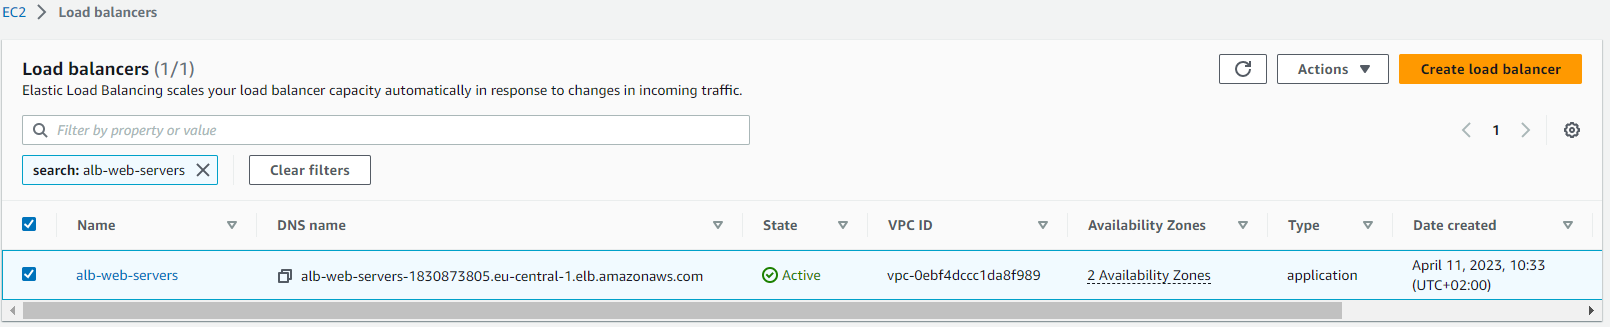 EC2 > Load balancers
Load balancers (1/1)
Actions
Create load balancer
Elastic Load Balancing scales your load balancer capacity automatically in response to changes in incoming traffic.
Filter by property or value
1
search: alb-web-servers
Clear filters
Name DNS name State VPC ID Availability Zones Type Date created
alb-web-servers alb-web-servers-1830873805.eu-central-1.elb.amazonaws.com Active vpc-0ebf4dccc1da8f989 2 Availability Zones application April 11, 2023, 10:33
(UTC+02:00)